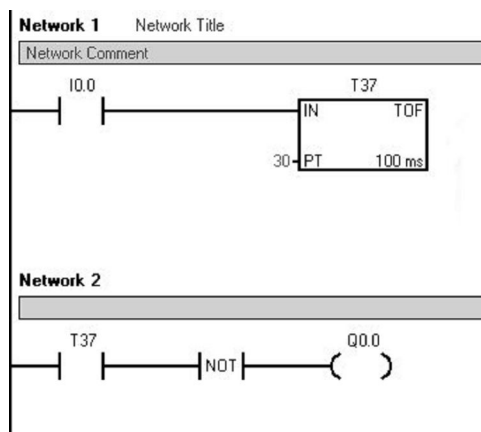 Network 1 Network Title
Network Comment
I0.0 T37
IN TOF
30 PT 100 ms
Network 2
T37 Q0.0
NOT